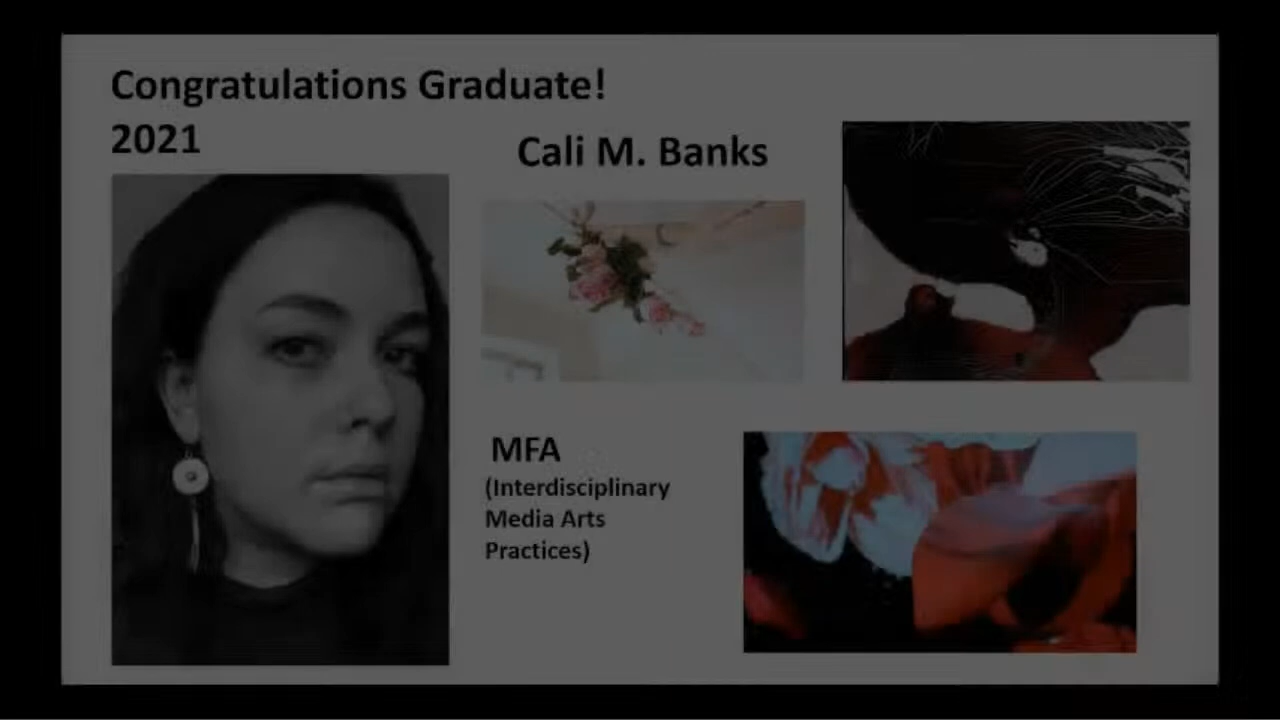 Congratulations Graduate!
2021
Cali M. Banks
MFA
(Interdisciplinary
Media Arts
Practices)